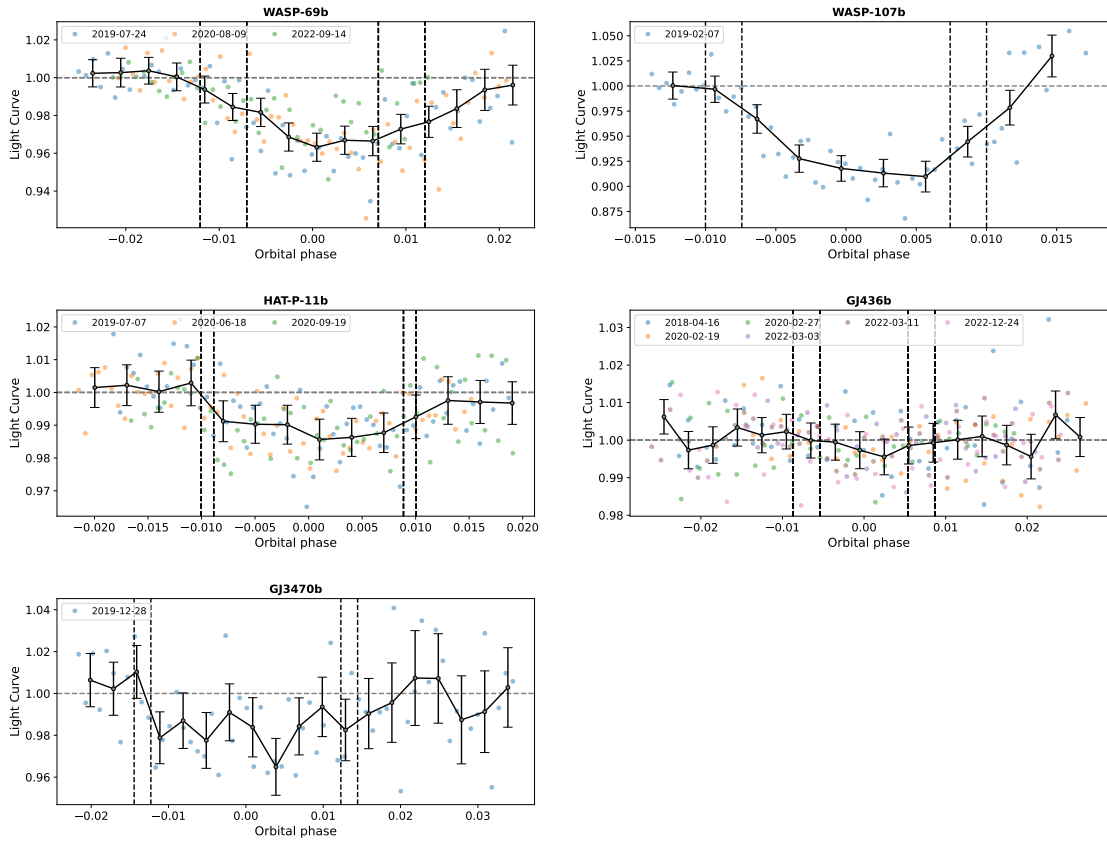 WASP-69b
2019-07-24 2020-08-09 2022-09-14
1.02
1.00
0.98
0.96
0.94
Light Curve
−0.02 −0.01 0.00 0.01 0.02
Orbital phase
WASP-107b
2019-02-07
1.050
1.025
1.000
0.975
0.950
0.925
0.900
0.875
Light Curve
−0.015 −0.010 −0.005 0.000 0.005 0.010 0.015
Orbital phase
HAT-P-11b
2019-07-07 2020-06-18 2020-09-19
1.02
1.01
1.00
0.99
0.98
0.97
Light Curve
−0.020 −0.015 −0.010 −0.005 0.000 0.005 0.010 0.015 0.020
Orbital phase
GJ436b
2018-04-16 2020-02-27 2022-03-11 2022-12-24
2020-02-19 2022-03-03
1.03
1.02
1.01
1.00
0.99
0.98
Light Curve
−0.02 −0.01 0.00 0.01 0.02
Orbital phase
GJ3470b
2019-12-28
1.04
1.02
1.00
0.98
0.96
Light Curve
−0.02 −0.01 0.00 0.01 0.02 0.03
Orbital phase